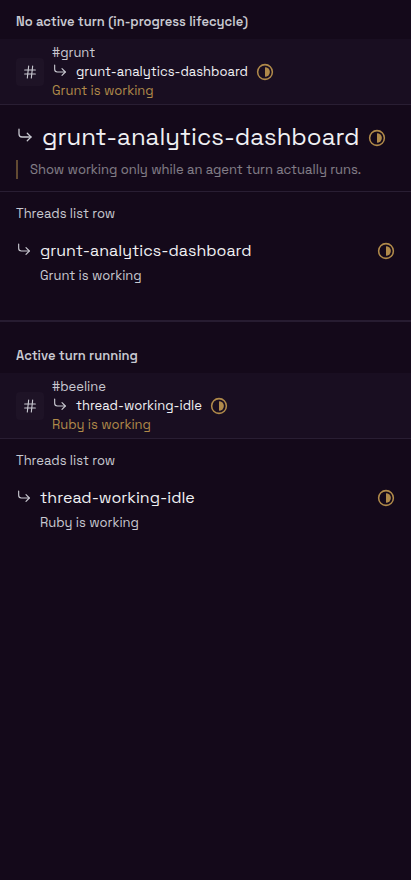 No active turn (in-progress lifecycle)
#grunt
# grunt-analytics-dashboard
Grunt is working
grunt-analytics-dashboard
Show working only while an agent turn actually runs.
Threads list row
grunt-analytics-dashboard
Grunt is working
Active turn running
#beeline
# thread-working-idle
Ruby is working
Threads list row
thread-working-idle
Ruby is working